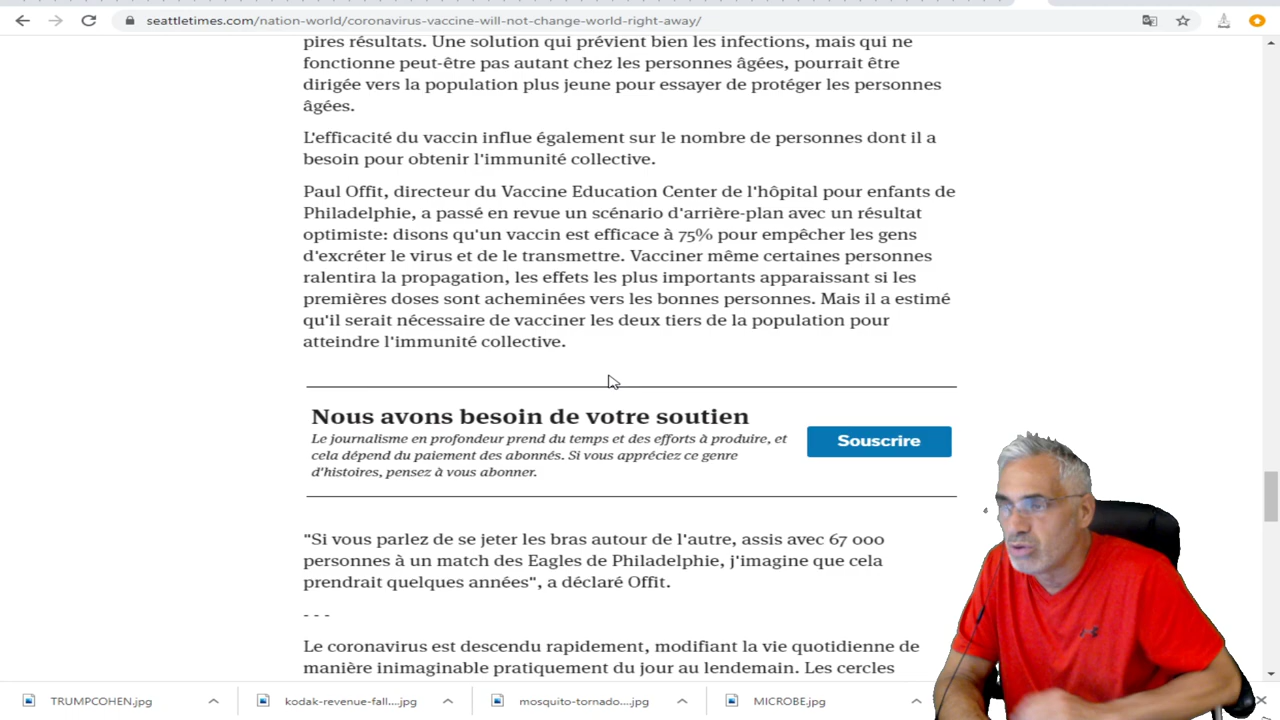 seattletimes.com/nation-world/coronavirus-vaccine-will-not-change-world-right-away/
pires résultats. Une solution qui prévient bien les infections, mais qui ne
fonctionne peut-être pas autant chez les personnes âgées, pourrait être
dirigée vers la population plus jeune pour essayer de protéger les personnes
âgées.
L'efficacité du vaccin influe également sur le nombre de personnes dont il a
besoin pour obtenir l'immunité collective.
Paul Offit, directeur du Vaccine Education Center de l'hôpital pour enfants de
Philadelphie, a passé en revue un scénario d'arrière-plan avec un résultat
optimiste: disons qu'un vaccin est efficace à 75% pour empêcher les gens
d'excréter le virus et de le transmettre. Vacciner même certaines personnes
ralentira la propagation, les effets les plus importants apparaissant si les
premières doses sont acheminées vers les bonnes personnes. Mais il a estimé
qu'il serait nécessaire de vacciner les deux tiers de la population pour
atteindre l'immunité collective.
Nous avons besoin de votre soutien
Le journalisme en profondeur prend du temps et des efforts à produire, et
cela dépend du paiement des abonnés. Si vous appréciez ce genre
d'histoires, pensez à vous abonner.
Souscrire
"Si vous parlez de se jeter les bras autour de l'autre, assis avec 67 000
personnes à un match des Eagles de Philadelphie, j'imagine que cela
prendrait quelques années", a déclaré Offit.
- - -
Le coronavirus est descendu rapidement, modifiant la vie quotidienne de
manière inimaginable pratiquement du jour au lendemain. Les cercles
TRUMPCOHEN.jpg
kodak-revenue-fall....jpg
mosquito-tornado...jpg
MICROBE.jpg